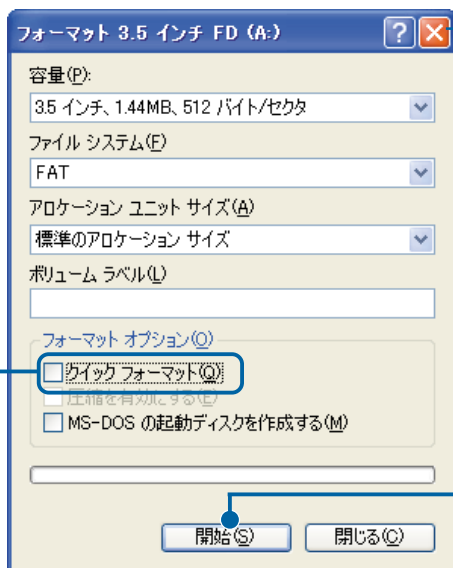 フォーマット 3.5 インチ FD (A:)
容量(P):
3.5 インチ、1.44MB、512 バイト/セクタ
ファイル システム(F)
FAT
アロケーション ユニット サイズ(A)
標準のアロケーション サイズ
ボリューム ラベル(L)
フォーマット オプション(O)
クイック フォーマット(Q)
圧縮を有効にする(E)
MS-DOS の起動ディスクを作成する(M)
開始(S) 閉じる(C)